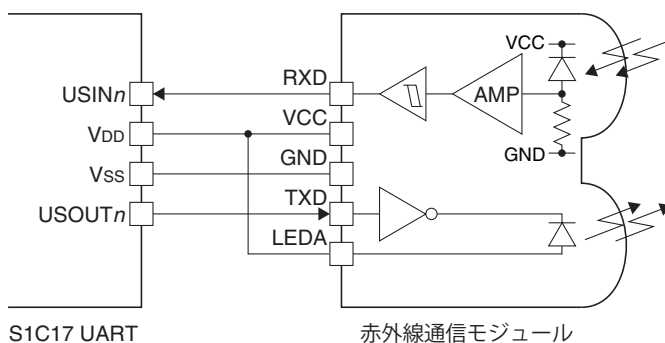 VCC
RXD
USINn
AMP
VCC
VDD
GND
GND
VSS
TXD
USOUTn
LEDA
S1C17 UART
赤外線通信モジュール